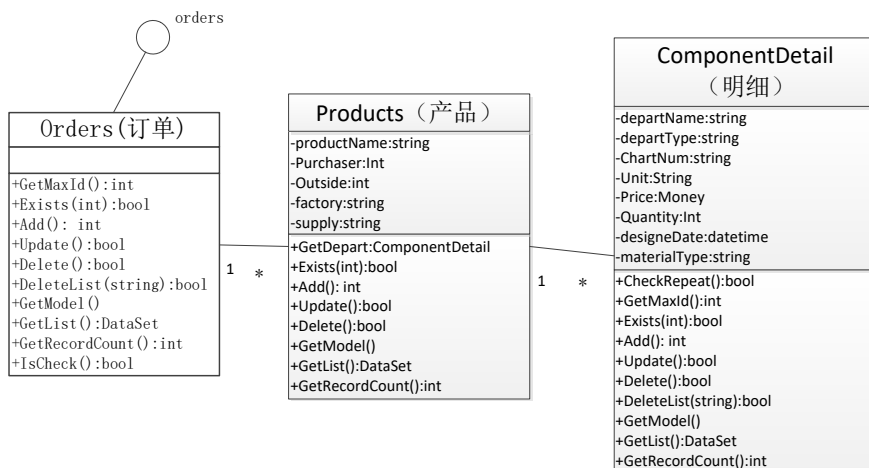 orders
Orders(订单)
+GetMaxId():int
+Exists(int):bool
+Add(): int
+Update():bool
+Delete():bool
+DeleteList(string):bool
+GetModel()
+GetList():DataSet
+GetRecordCount():int
+IsCheck():bool
1 *
Products（产品）
-productName:string
-Purchaser:Int
-Outside:int
-factory:string
-supply:string
+GetDepart:ComponentDetail
+Exists(int):bool
+Add(): int
+Update():bool
+Delete():bool
+GetModel()
+GetList():DataSet
+GetRecordCount():int
1 *
ComponentDetail
（明细）
-departName:string
-departType:string
-ChartNum:string
-Unit:String
-Price:Money
-Quantity:Int
-designeDate:datetime
-materialType:string
+CheckRepeat():bool
+GetMaxId():int
+Exists(int):bool
+Add(): int
+Update():bool
+Delete():bool
+DeleteList(string):bool
+GetModel()
+GetList():DataSet
+GetRecordCount():int